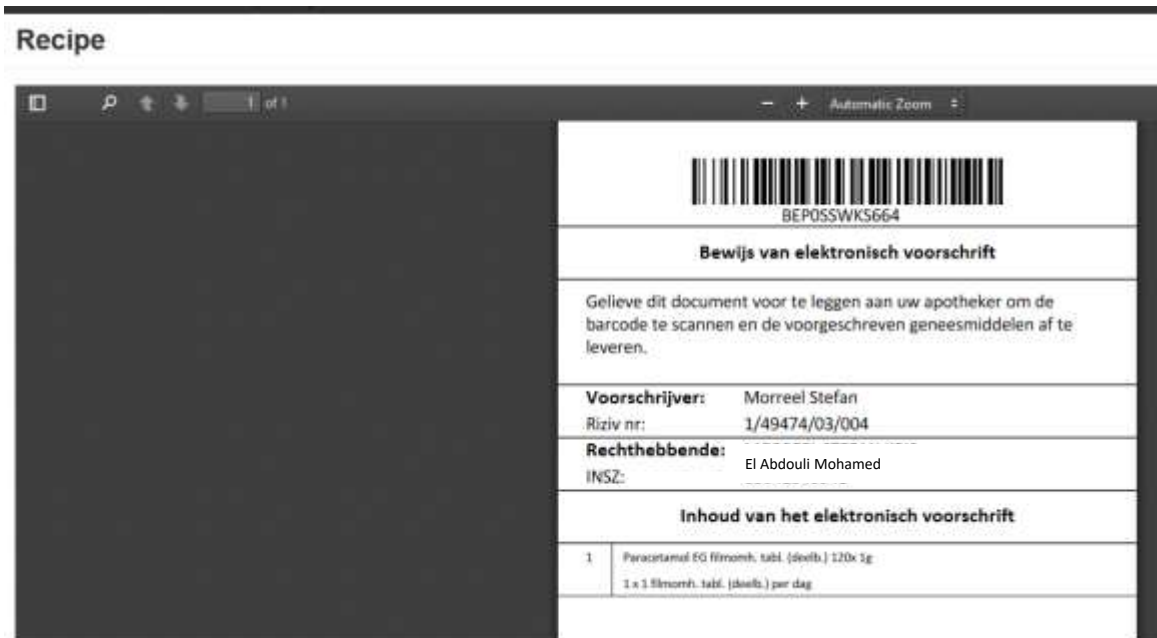 Recipe
1 of 1
Automatic Zoom
BEP0SSWKS664
Bewijs van elektronisch voorschrift
Gelieve dit document voor te leggen aan uw apotheker om de
barcode te scannen en de voorgeschreven geneesmiddelen af te
leveren.
Voorschrijver: Morreel Stefan
Riziv nr: 1/49474/03/004
Rechthebbende:
El Abdouli Mohamed
INSZ:
Inhoud van het elektronisch voorschrift
1 Paracetamol EG filmomh. tabl. (deelb.) 120x 1g
1 x 1 filmomh. tabl. (deelb.) per dag